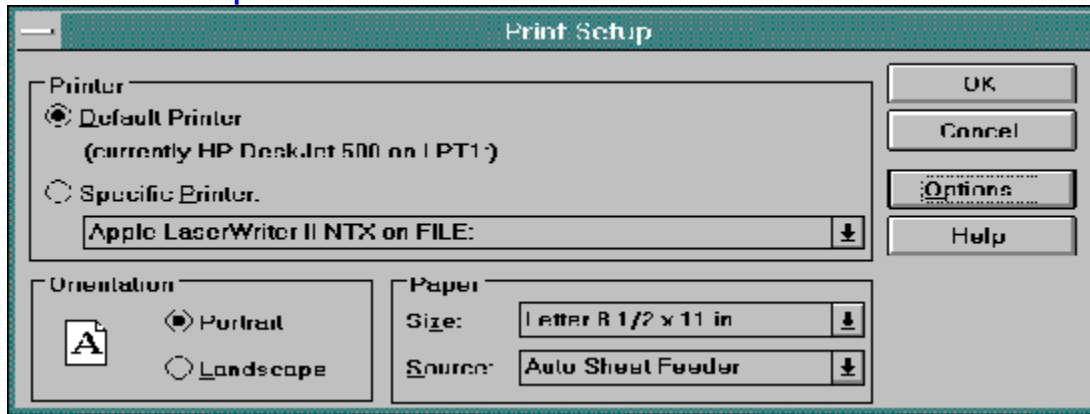 Print Setup
Printer
Default Printer
(currently HP DeskJet 500 on LPT1:)
Specific Printer:
Apple LaserWriter II NTX on FILE:
OK
Cancel
Options
Help
Orientation
A
Portrait
Landscape
Paper
Size:
Letter 8 1/2 x 11 in
Source:
Auto Sheet Feeder